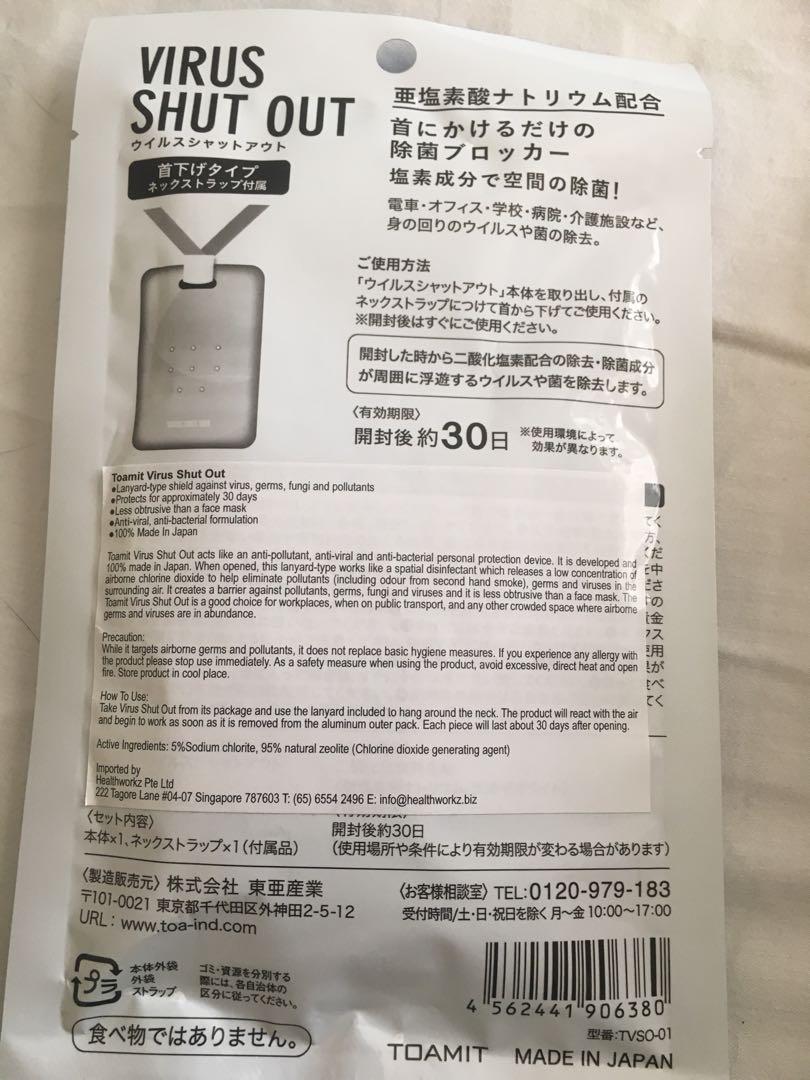 VIRUS
SHUT OUT
ウイルスシャットアウト
首下げタイプ
ネックストラップ付属
亜塩素酸ナトリウム配合
首にかけるだけの
除菌ブロッカー
塩素成分で空間の除菌!
電車・オフィス・学校・病院・介護施設など、
身の回りのウイルスや菌の除去。
ご使用方法
「ウイルスシャットアウト」本体を取り出し、付属の
ネックストラップにつけて首から下げてご使用ください。
※開封後はすぐにご使用ください。
開封した時から二酸化塩素配合の除去・除菌成分
が周囲に浮遊するウイルスや菌を除去します。
〈有効期限〉
開封後 約30日 ※使用環境によって
効果が異なります。
Toamit Virus Shut Out
●Lanyard-type shield against virus, germs, fungi and pollutants
●Protects for approximately 30 days
●Less obtrusive than a face mask
●Anti-viral, anti-bacterial formulation
●100% Made In Japan
Toamit Virus Shut Out acts like an anti-pollutant, anti-viral and anti-bacterial personal protection device. It is developed and
100% made in Japan. When opened, this lanyard-type works like a spatial disinfectant which releases a low concentration of
airborne chlorine dioxide to help eliminate pollutants (including odour from second hand smoke), germs and viruses in the
surrounding air. It creates a barrier against pollutants, germs, fungi and viruses and it is less obtrusive than a face mask. The
Toamit Virus Shut Out is a good choice for workplaces, when on public transport, and any other crowded space where airborne
germs and viruses are in abundance.
Precaution:
While it targets airborne germs and pollutants, it does not replace basic hygiene measures. If you experience any allergy with
the product please stop use immediately. As a safety measure when using the product, avoid excessive, direct heat and open
fire. Store product in cool place.
How To Use:
Take Virus Shut Out from its package and use the lanyard included to hang around the neck. The product will react with the air
and begin to work as soon as it is removed from the aluminum outer pack. Each piece will last about 30 days after opening.
Active Ingredients: 5%Sodium chlorite, 95% natural zeolite (Chlorine dioxide generating agent)
Imported by
Healthworkz Pte Ltd
222 Tagore Lane #04-07 Singapore 787603 T: (65) 6554 2496 E: info@healthworkz.biz
〈セット内容〉
本体×1、ネックストラップ×1(付属品)
開封後約30日
(使用場所や条件により有効期限が変わる場合があります)
〈製造販売元〉株式会社 東亜産業
〒101-0021 東京都千代田区外神田2-5-12
URL: www.toa-ind.com
〈お客様相談室〉TEL:0120-979-183
受付時間/土・日・祝日を除く 月〜金 10:00〜17:00
プラ
本体外袋
外袋
ストラップ
ゴミ・資源を分別する
際には、各自治体の
区分に従ってください。
食べ物ではありません。
4 562441 906380
型番:TVSO-01
TOAMIT MADE IN JAPAN